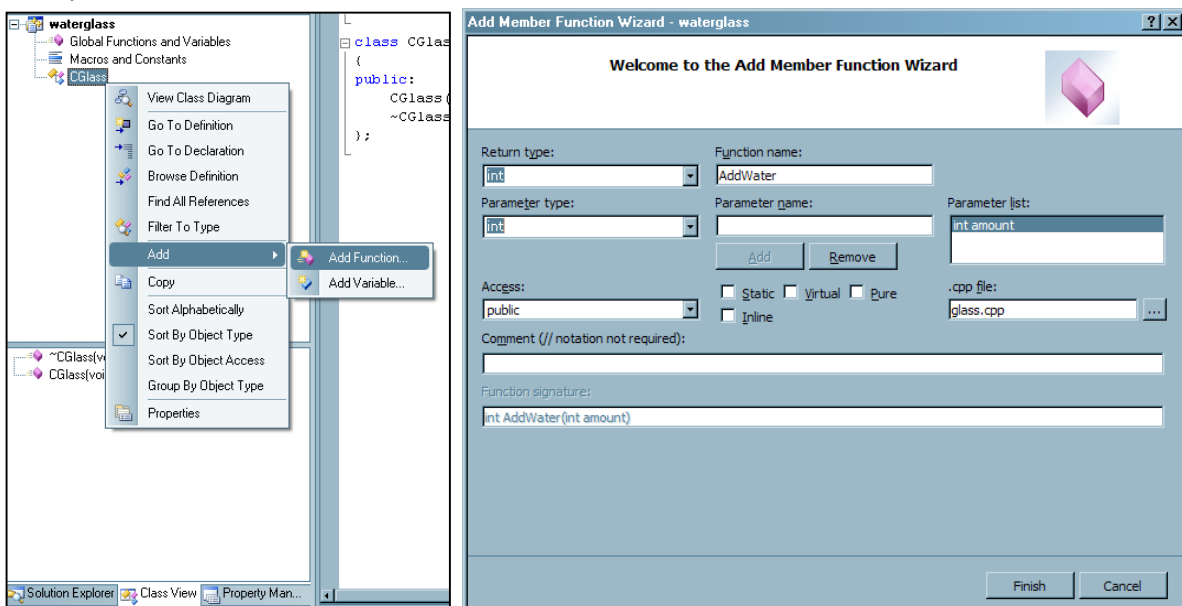 waterglass
Global Functions and Variables
Macros and Constants
CGlass
View Class Diagram
Go To Definition
Go To Declaration
Browse Definition
Find All References
Filter To Type
Add
Copy
Sort Alphabetically
Sort By Object Type
Sort By Object Access
Group By Object Type
Properties
Add Function...
Add Variable...
~CGlass(v
CGlass(voi
Solution Explorer
Class View
Property Man...
class CGlas
{
public:
CGlass(
~CGlass
};
Add Member Function Wizard - waterglass
Welcome to the Add Member Function Wizard
Return type:
Function name:
int
AddWater
Parameter type:
Parameter name:
Parameter list:
int
int amount
Add
Remove
Access:
Static
Virtual
Pure
.cpp file:
public
Inline
glass.cpp
...
Comment (// notation not required):
Function signature:
int AddWater(int amount)
Finish
Cancel